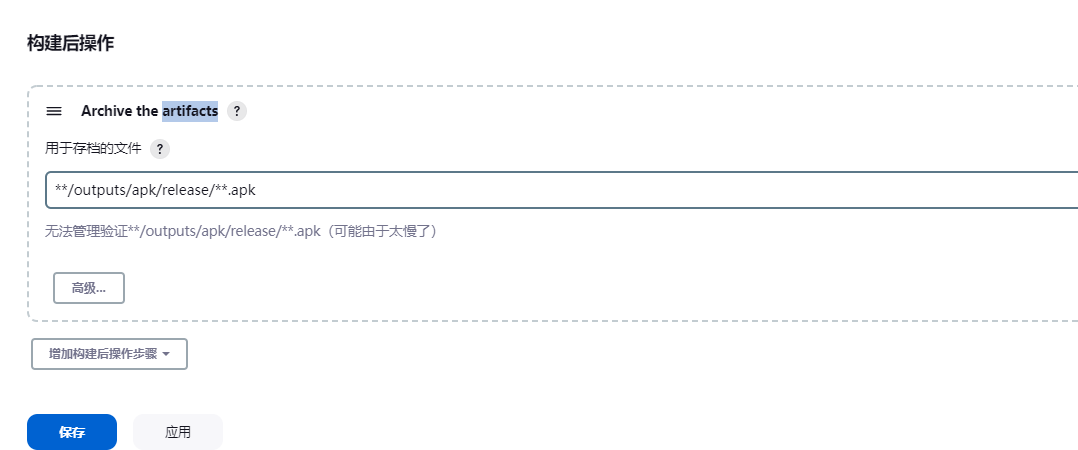 构建后操作
Archive the artifacts ?
用于存档的文件 ?
**/outputs/apk/release/**.apk
无法管理验证**/outputs/apk/release/**.apk（可能由于太慢了）
高级...
增加构建后操作步骤
保存 应用